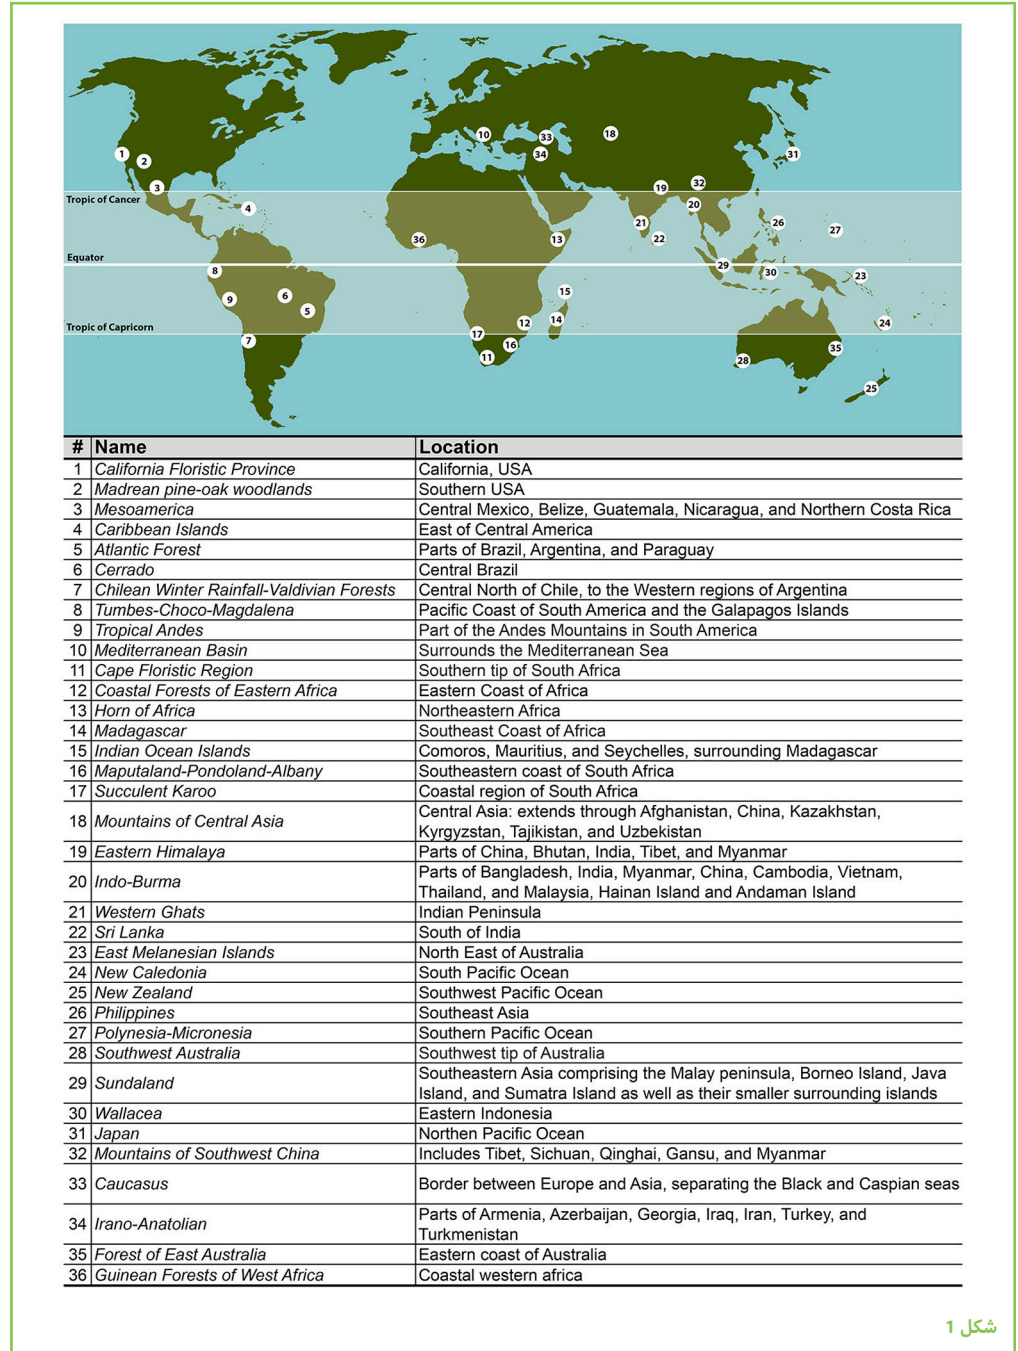 1
2
3
4
5
6
7
8
9
10
11
12
13
14
15
16
17
18
19
20
21
22
23
24
25
26
27
28
29
30
31
32
33
34
35
36
Tropic of Cancer
Equator
Tropic of Capricorn
# Name Location
1 California Floristic Province California, USA
2 Madrean pine-oak woodlands Southern USA
3 Mesoamerica Central Mexico, Belize, Guatemala, Nicaragua, and Northern Costa Rica
4 Caribbean Islands East of Central America
5 Atlantic Forest Parts of Brazil, Argentina, and Paraguay
6 Cerrado Central Brazil
7 Chilean Winter Rainfall-Valdivian Forests Central North of Chile, to the Western regions of Argentina
8 Tumbes-Choco-Magdalena Pacific Coast of South America and the Galapagos Islands
9 Tropical Andes Part of the Andes Mountains in South America
10 Mediterranean Basin Surrounds the Mediterranean Sea
11 Cape Floristic Region Southern tip of South Africa
12 Coastal Forests of Eastern Africa Eastern Coast of Africa
13 Horn of Africa Northeastern Africa
14 Madagascar Southeast Coast of Africa
15 Indian Ocean Islands Comoros, Mauritius, and Seychelles, surrounding Madagascar
16 Maputaland-Pondoland-Albany Southeastern coast of South Africa
17 Succulent Karoo Coastal region of South Africa
18 Mountains of Central Asia Central Asia: extends through Afghanistan, China, Kazakhstan,
Kyrgyzstan, Tajikistan, and Uzbekistan
19 Eastern Himalaya Parts of China, Bhutan, India, Tibet, and Myanmar
20 Indo-Burma Parts of Bangladesh, India, Myanmar, China, Cambodia, Vietnam,
Thailand, and Malaysia, Hainan Island and Andaman Island
21 Western Ghats Indian Peninsula
22 Sri Lanka South of India
23 East Melanesian Islands North East of Australia
24 New Caledonia South Pacific Ocean
25 New Zealand Southwest Pacific Ocean
26 Philippines Southeast Asia
27 Polynesia-Micronesia Southern Pacific Ocean
28 Southwest Australia Southwest tip of Australia
29 Sundaland Southeastern Asia comprising the Malay peninsula, Borneo Island, Java
Island, and Sumatra Island as well as their smaller surrounding islands
30 Wallacea Eastern Indonesia
31 Japan Northen Pacific Ocean
32 Mountains of Southwest China Includes Tibet, Sichuan, Qinghai, Gansu, and Myanmar
33 Caucasus Border between Europe and Asia, separating the Black and Caspian seas
34 Irano-Anatolian Parts of Armenia, Azerbaijan, Georgia, Iraq, Iran, Turkey, and
Turkmenistan
35 Forest of East Australia Eastern coast of Australia
36 Guinean Forests of West Africa Coastal western africa
شكل 1